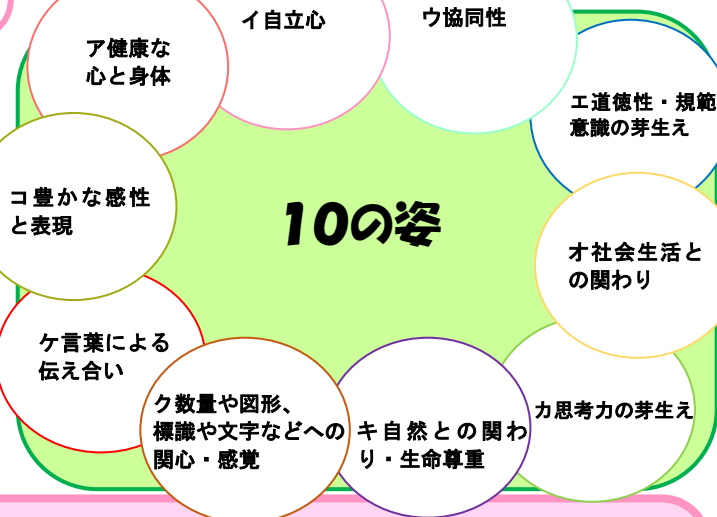 ア健康な
心と身体
イ自立心
ウ協同性
エ道徳性・規範
意識の芽生え
オ社会生活と
の関わり
カ思考力の芽生え
キ自然との関わ
り・生命尊重
ク数量や図形、
標識や文字などへの
関心・感覚
ケ言葉による
伝え合い
コ豊かな感性
と表現
10の姿